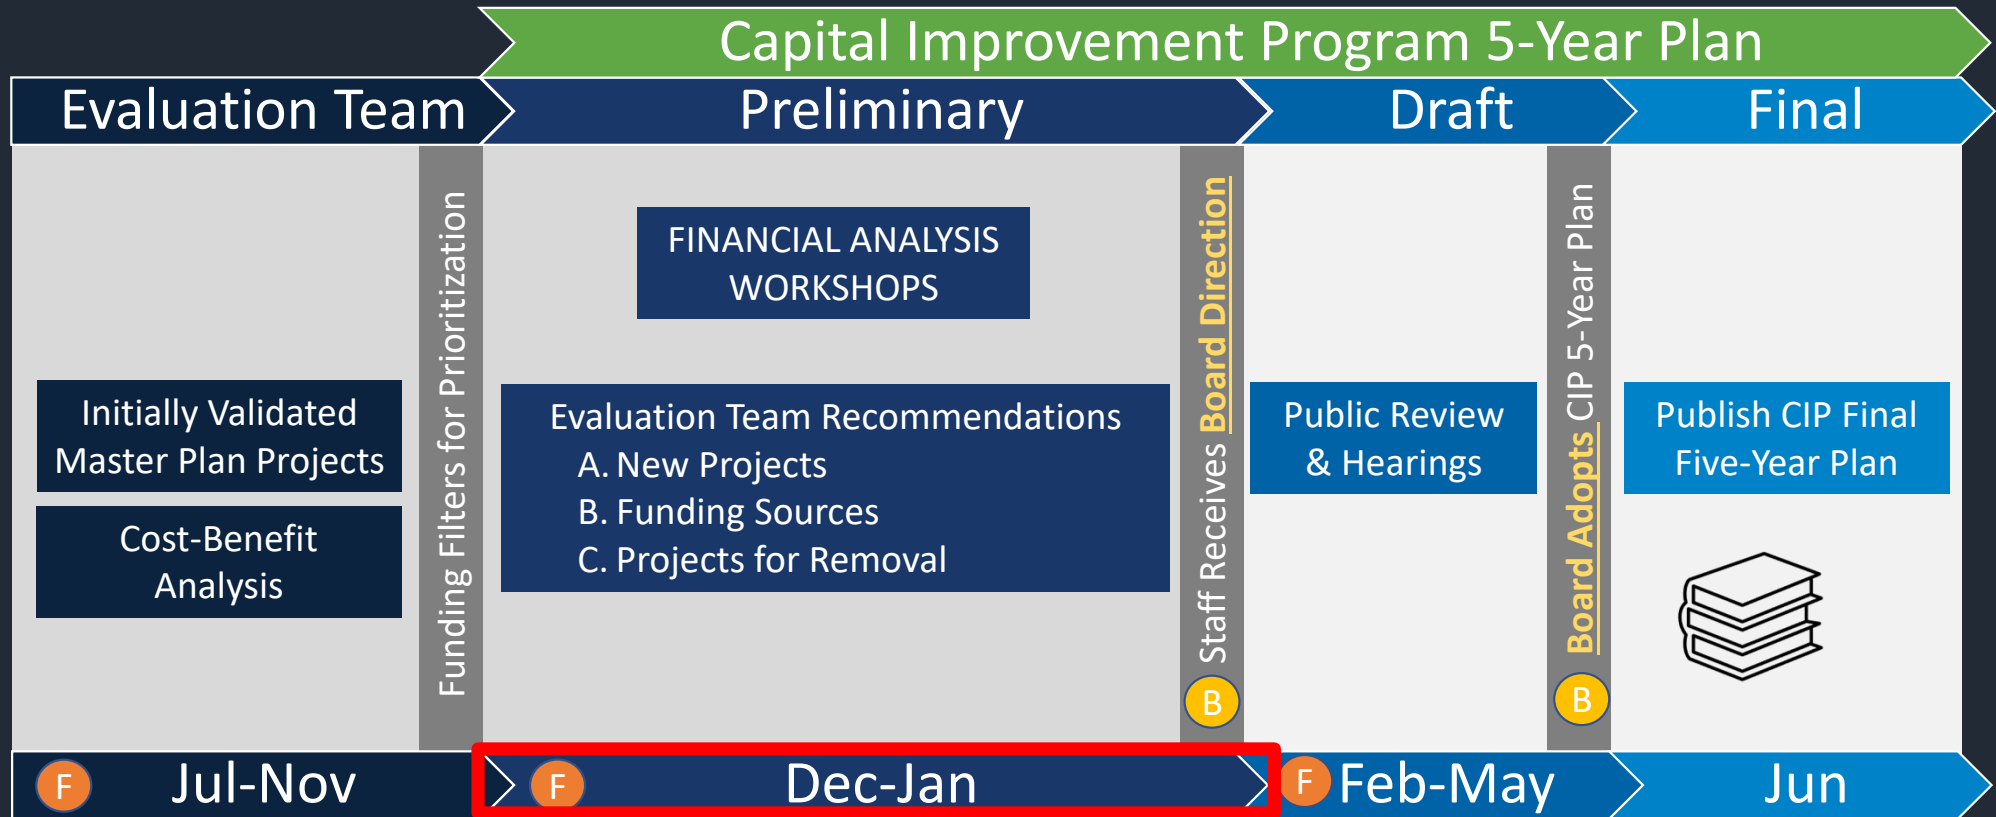 Capital Improvement Program 5-Year Plan
Evaluation Team
Preliminary
Draft
Final
Initially Validated
Master Plan Projects
Cost-Benefit
Analysis
Funding Filters for Prioritization
FINANCIAL ANALYSIS
WORKSHOPS
Evaluation Team Recommendations
A. New Projects
B. Funding Sources
C. Projects for Removal
Staff Receives Board Direction
B
Public Review
& Hearings
Board Adopts CIP 5-Year Plan
B
Publish CIP Final
Five-Year Plan
F
Jul-Nov
F
Dec-Jan
F
Feb-May
Jun